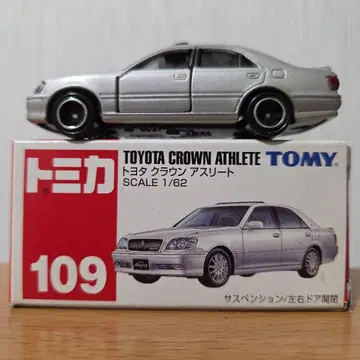 トミカ
109
TOYOTA CROWN ATHLETE TOMY
トヨタ クラウン アスリート
SCALE 1/62
サスペンション/左右ドア開閉